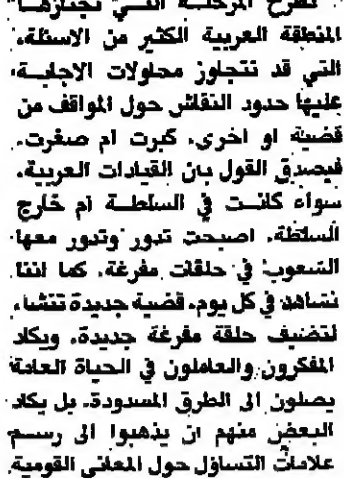 تطرح المرحلة التي تجتازها
المنطقة العربية الكثير من الاسئلة،
التي قد تتجاوز محاولات الاجابة
عليها حدود النقاش حول المواقف من
قضية او اخرى، كبرت ام صغرت.
فيصدق القول بان القيادات العربية،
سواء كانت في السلطة ام خارج
السلطة، اصبحت تدور وتدور معها
الشعوب في حلقات مفرغة. كما اننا
نشاهد في كل يوم، قضية جديدة تنشا،
لتضيف حلقة مفرغة جديدة. ويكاد
المفكرون والعاملون في الحياة العامة
يصلون الى الطرق المسدودة. بل يكاد
البعض منهم ان يذهبوا الى رسم
علامات التساؤل حول المعاني القومية